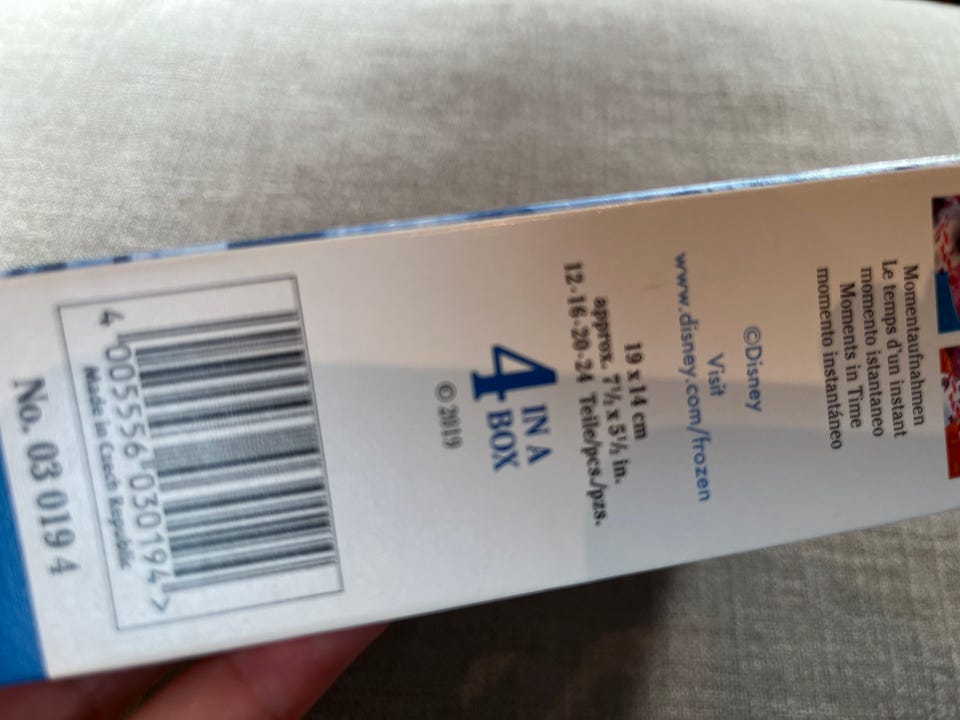 Momentaufnahmen
Le temps d'un instant
momento istantaneo
Moments in Time
momento instantáneo
©Disney
Visit
www.disney.com/frozen
19 x 14 cm
approx. 7½ x 5½ in.
12·16·20·24 Teile/pcs./pzs.
4 IN A
BOX
© 2019
4 005556 030194 >
Made in Czech Republic
No. 03 019 4